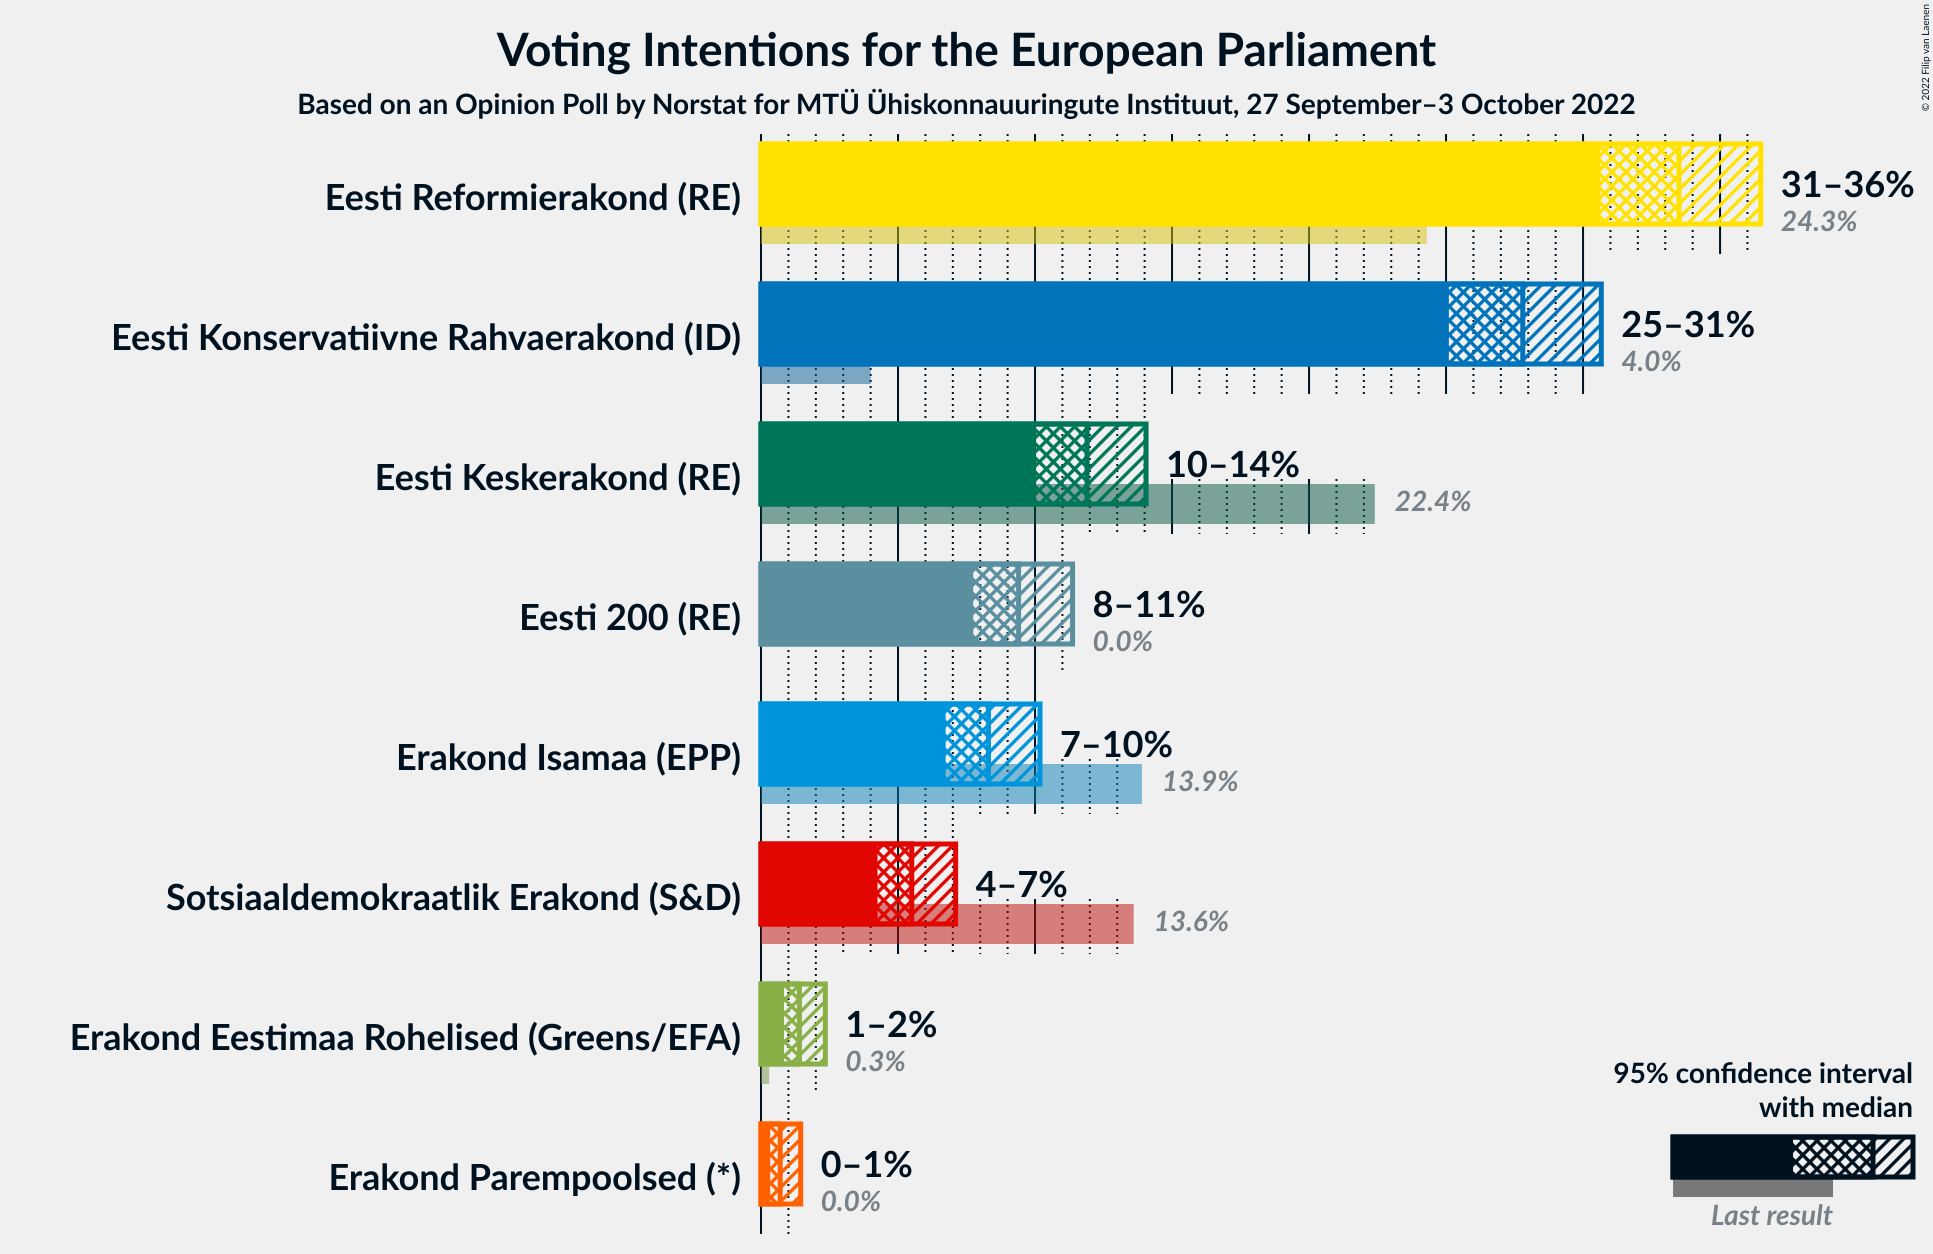 Voting Intentions for the European Parliament
Based on an Opinion Poll by Norstat for MTÜ Ühiskonnauuringute Instituut, 27 September–3 October 2022
© 2022 Filip van Laenen
Eesti Reformierakond (RE)
31–36%
24.3%
Eesti Konservatiivne Rahvaerakond (ID)
25–31%
4.0%
Eesti Keskerakond (RE)
10–14%
22.4%
Eesti 200 (RE)
8–11%
0.0%
Erakond Isamaa (EPP)
7–10%
13.9%
Sotsiaaldemokraatlik Erakond (S&D)
4–7%
13.6%
Erakond Eestimaa Rohelised (Greens/EFA)
1–2%
0.3%
Erakond Parempoolsed (*)
0–1%
0.0%
95% confidence interval
with median
Last result